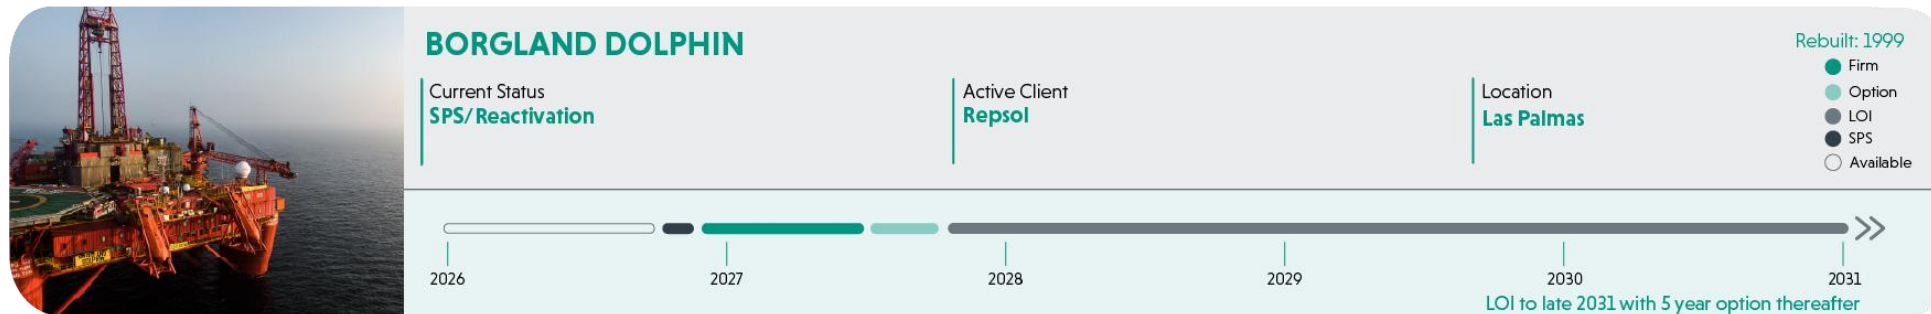 BORGLAND DOLPHIN
Rebuilt: 1999
Current Status
SPS/Reactivation
Active Client
Repsol
Location
Las Palmas
Firm
Option
LOI
SPS
Available
2026
2027
2028
2029
2030
2031
LOI to late 2031 with 5 year option thereafter